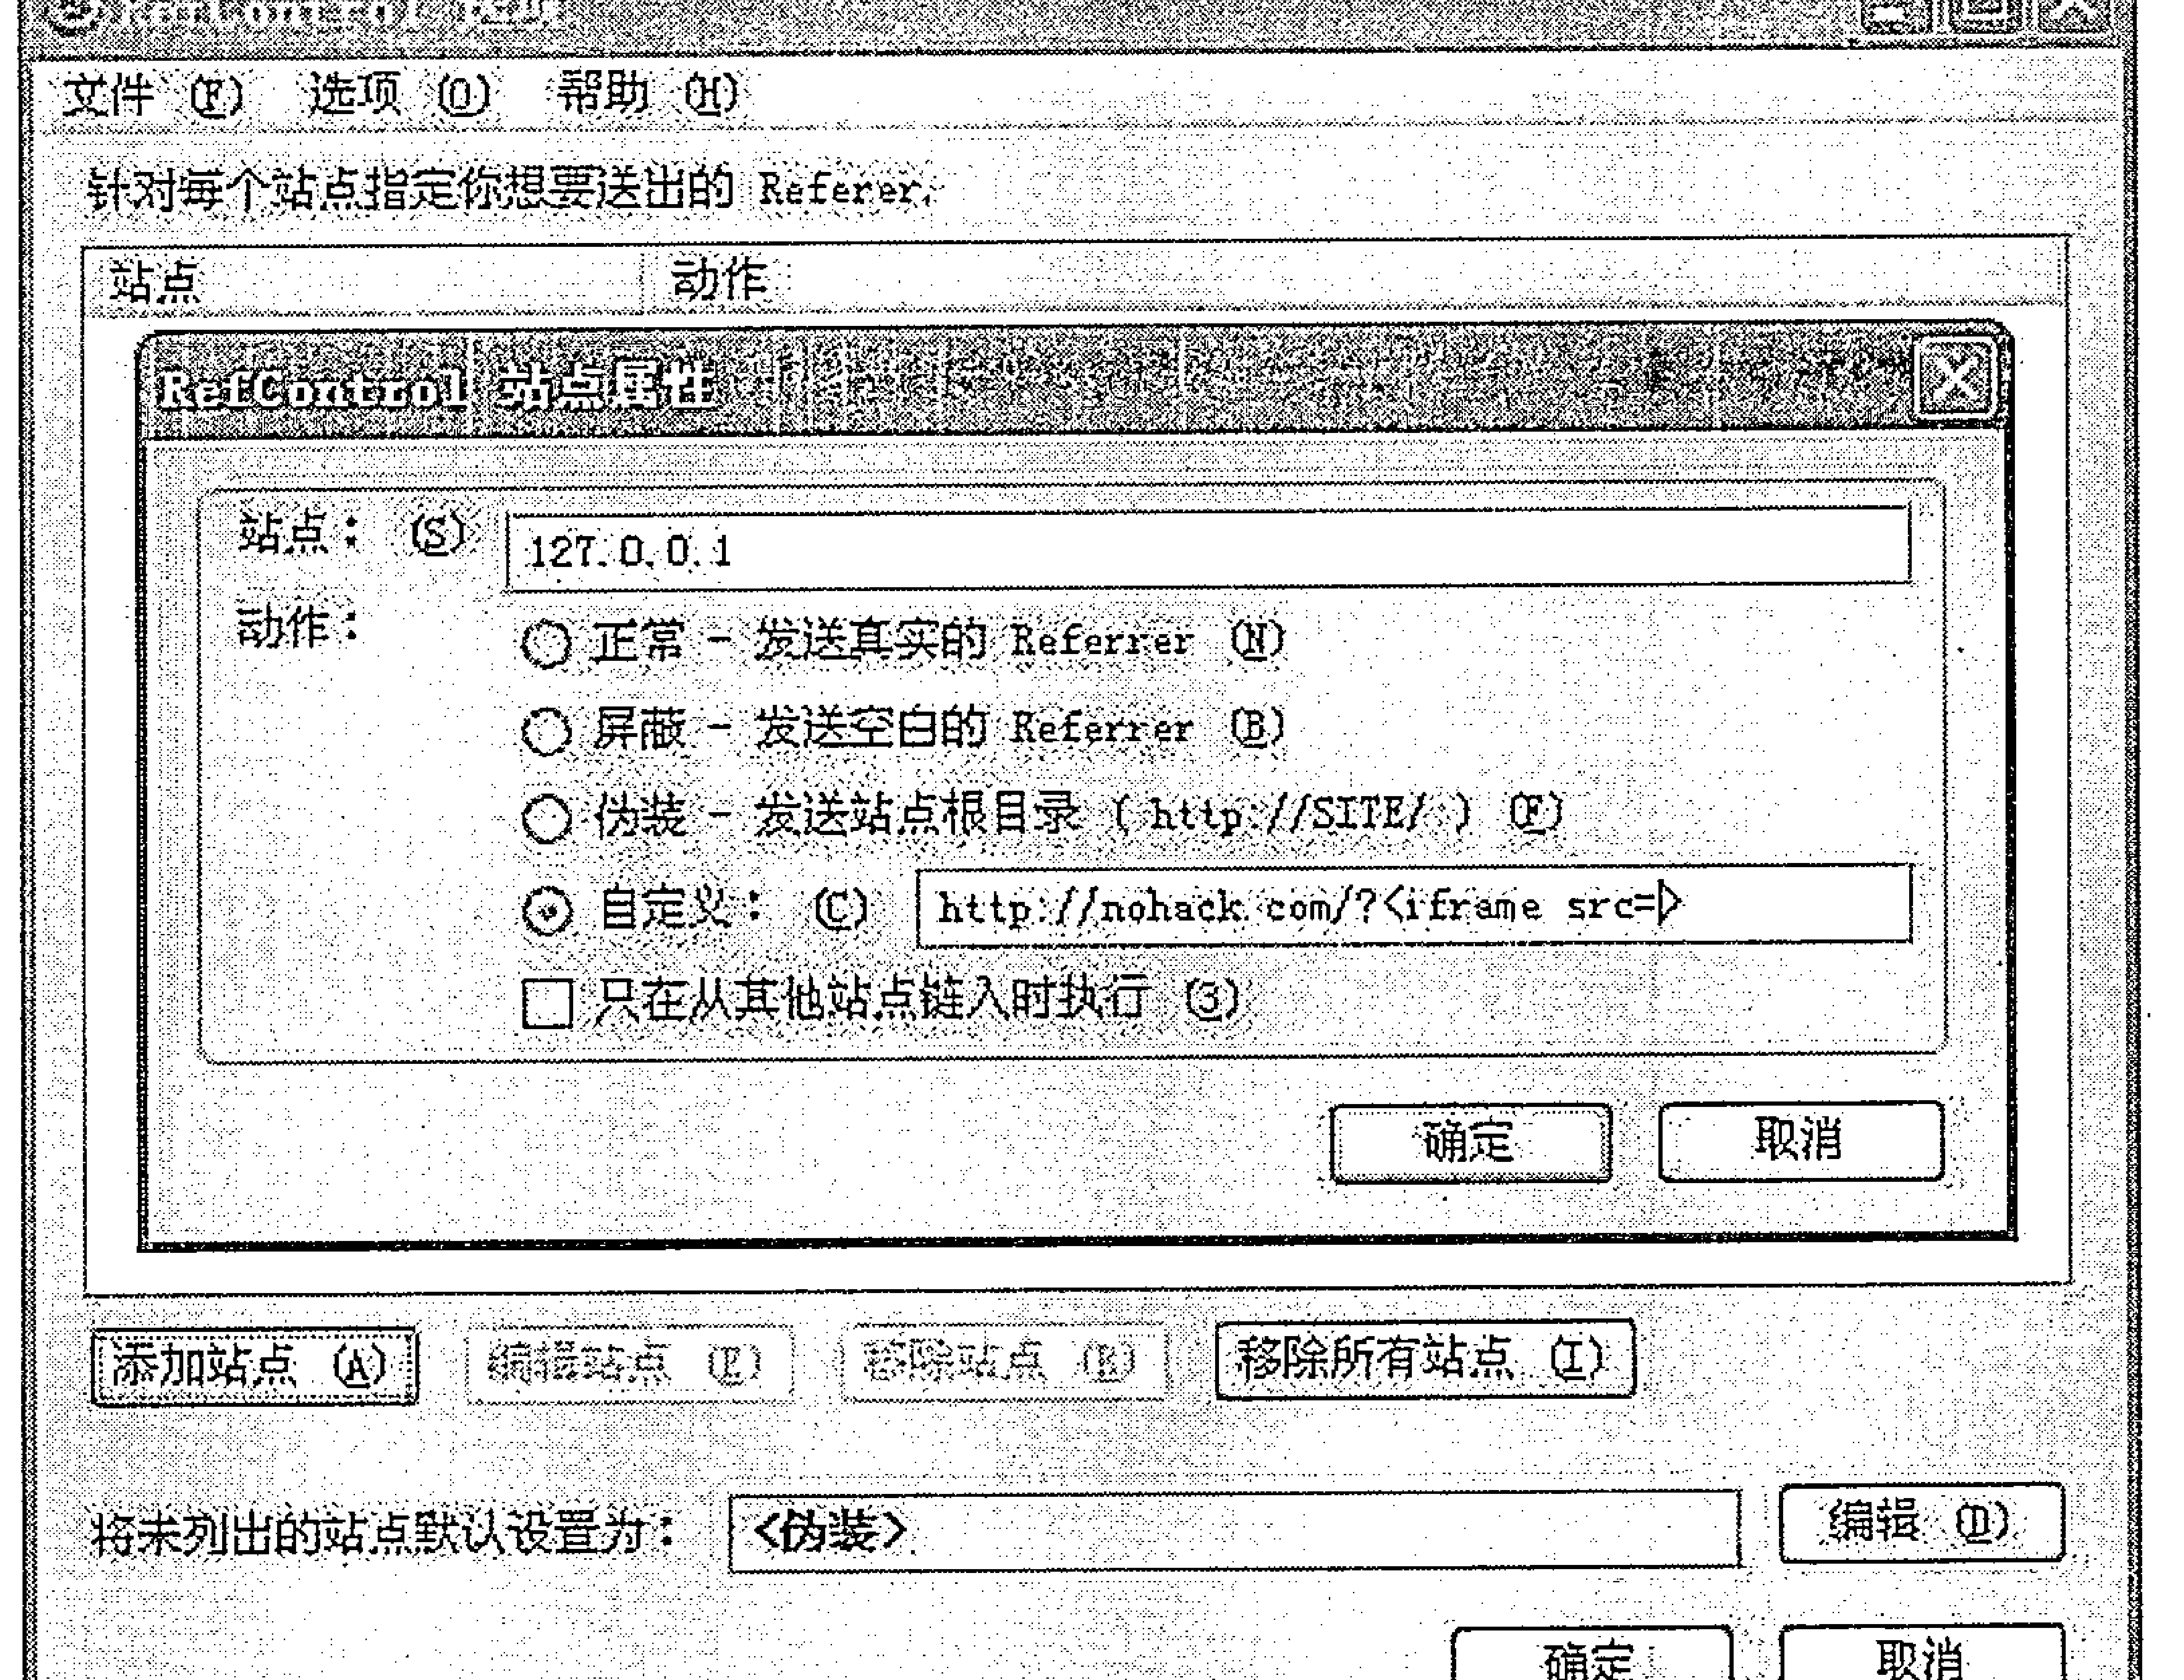 RefControl 选项
文件 (F) 选项 (O) 帮助 (H)
针对每个站点指定你想要送出的 Referer.
站点 动作
RefControl 站点属性
站点： (S) 127.0.0.1
动作：
正常 - 发送真实的 Referrer (N)
屏蔽 - 发送空白的 Referrer (B)
伪装 - 发送站点根目录 ( http://SITE/ ) (F)
自定义： (C) http://nohack.com/?<iframe src=>
只在从其他站点链入时执行 (3)
确定 取消
添加站点 (A) 编辑站点 (E) 移除站点 (R) 移除所有站点 (I)
将未列出的站点默认设置为： <伪装> 编辑 (D)
确定 取消